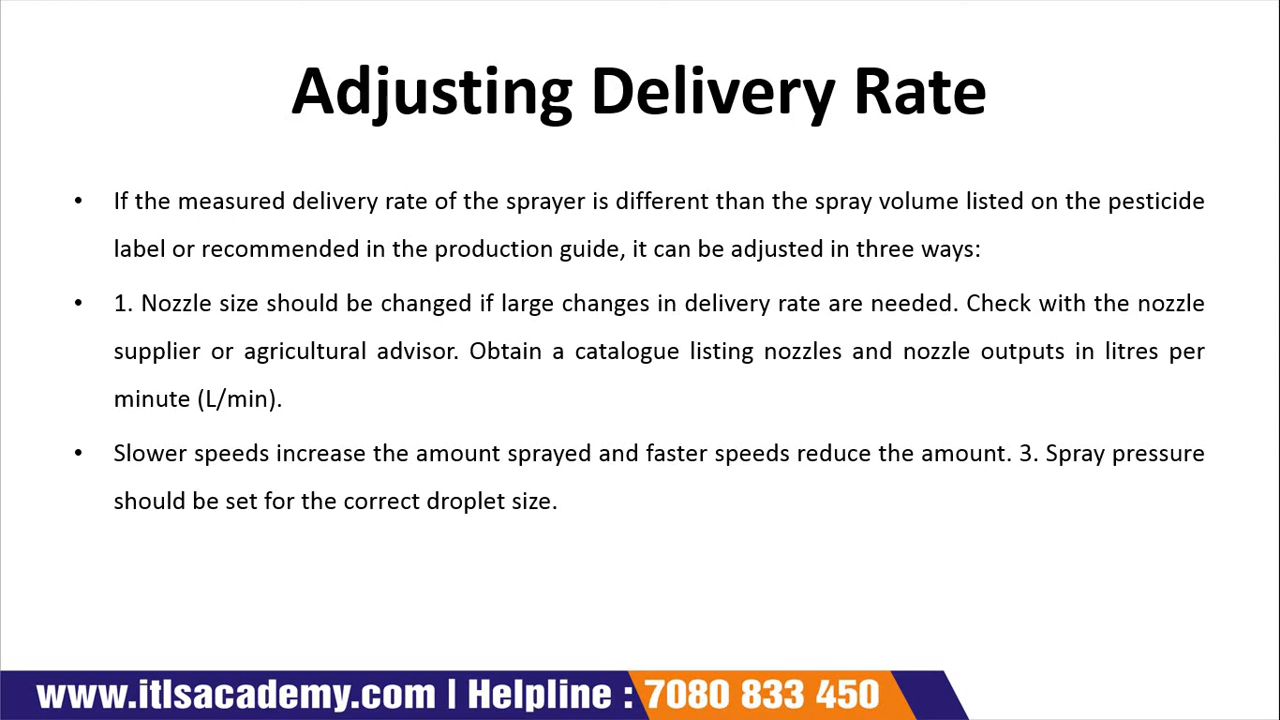 Adjusting Delivery Rate
• If the measured delivery rate of the sprayer is different than the spray volume listed on the pesticide
label or recommended in the production guide, it can be adjusted in three ways:
• 1. Nozzle size should be changed if large changes in delivery rate are needed. Check with the nozzle
supplier or agricultural advisor. Obtain a catalogue listing nozzles and nozzle outputs in litres per
minute (L/min).
• Slower speeds increase the amount sprayed and faster speeds reduce the amount. 3. Spray pressure
should be set for the correct droplet size.
www.itlsacademy.com | Helpline : 7080 833 450